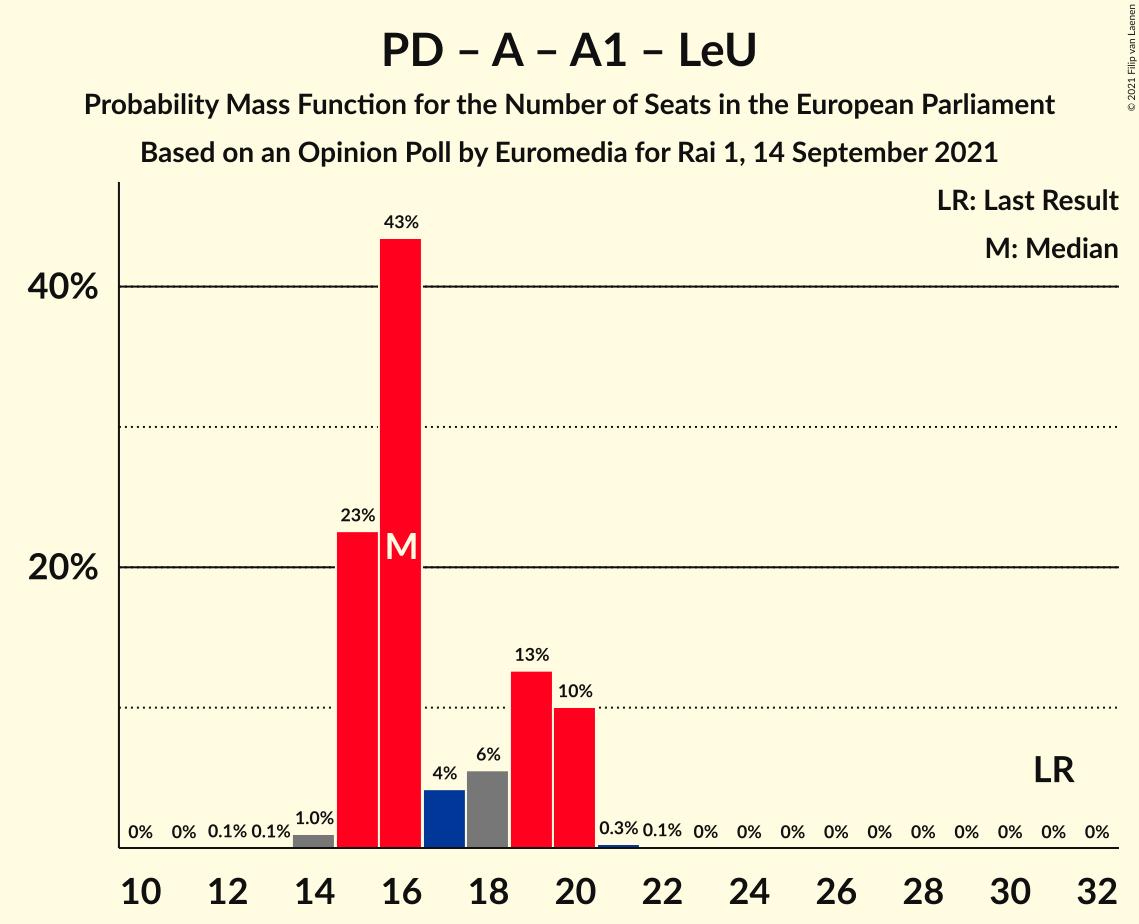 PD – A – A1 – LeU
Probability Mass Function for the Number of Seats in the European Parliament
Based on an Opinion Poll by Euromedia for Rai 1, 14 September 2021
© 2021 Filip van Laenen
LR: Last Result
M: Median
40%
20%
0% 0% 0.1% 0.1% 1.0% 23% 43% 4% 6% 13% 10% 0.3% 0.1% 0% 0% 0% 0% 0% 0% 0% 0% 0% 0%
M
LR
10 12 14 16 18 20 22 24 26 28 30 32